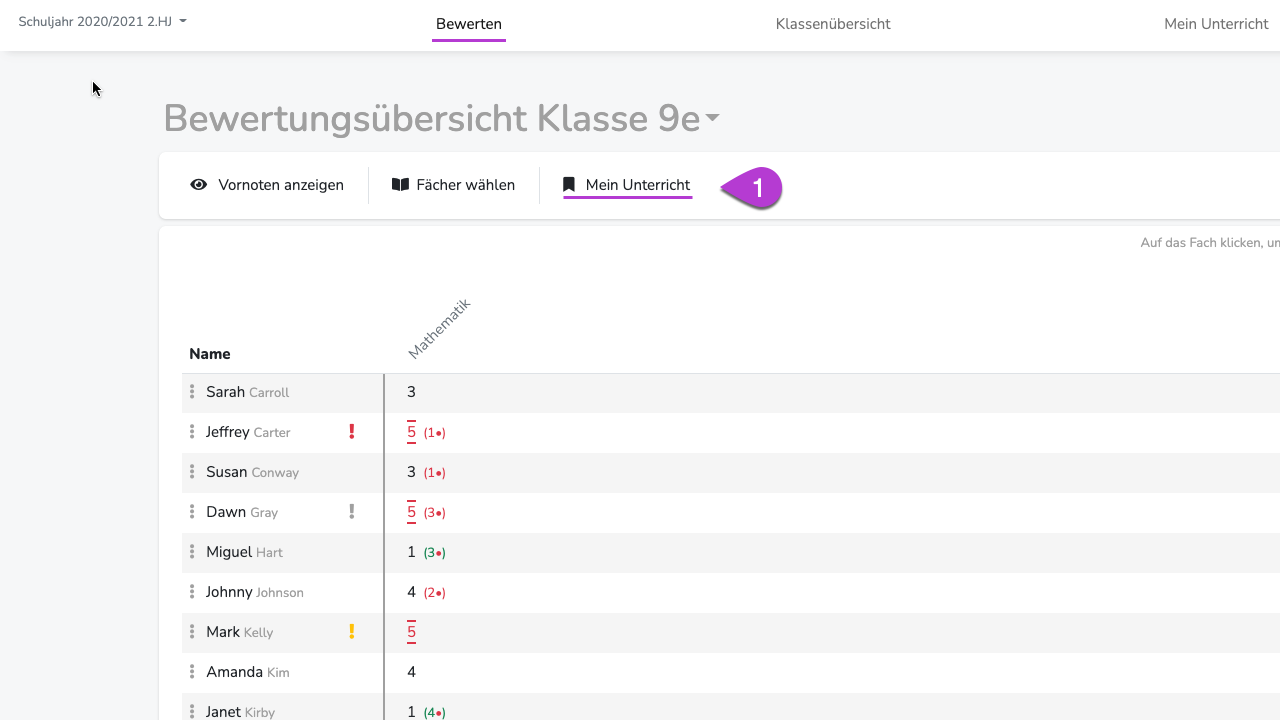 Schuljahr 2020/2021 2.HJ
Bewerten
Klassenübersicht
Mein Unterricht
Bewertungsübersicht Klasse 9e
Vornoten anzeigen
Fächer wählen
Mein Unterricht
1
Auf das Fach klicken, um
Mathematik
Name
Sarah Carroll 3
Jeffrey Carter ! 5 (1●)
Susan Conway 3 (1●)
Dawn Gray ! 5 (3●)
Miguel Hart 1 (3●)
Johnny Johnson 4 (2●)
Mark Kelly ! 5
Amanda Kim 4
Janet Kirby 1 (4●)